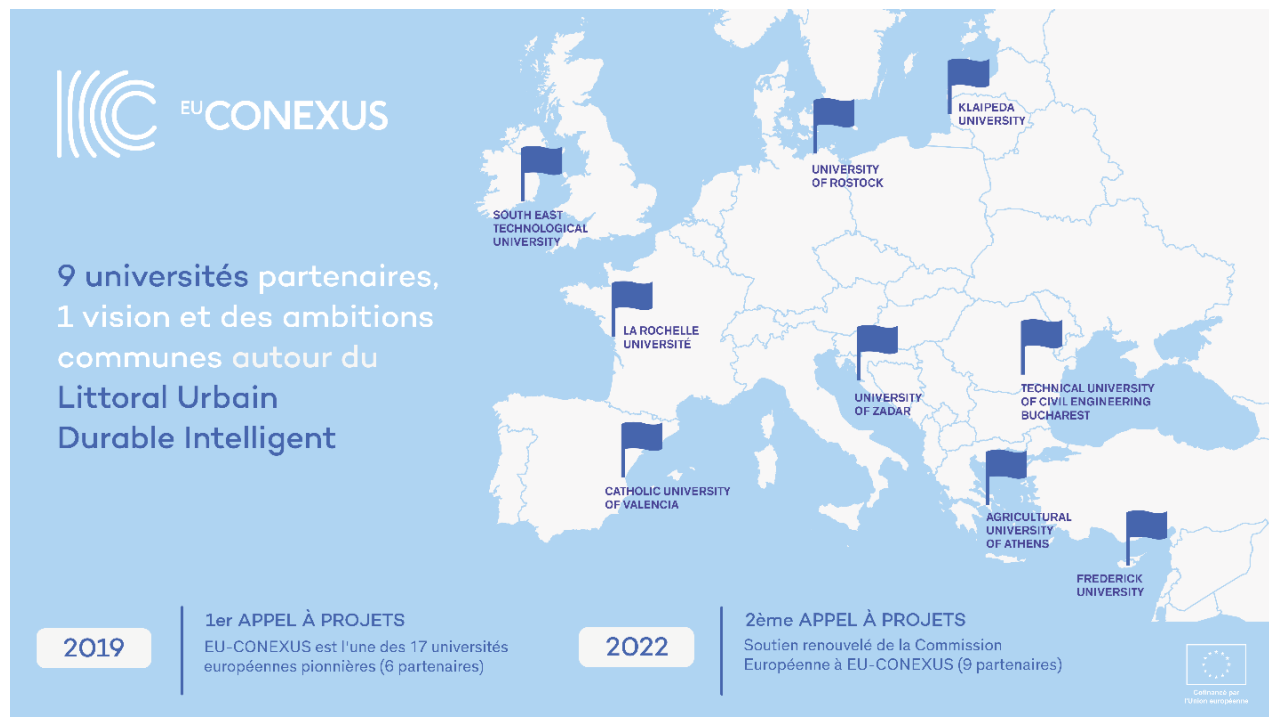 EU CONEXUS
9 universités partenaires,
1 vision et des ambitions
communes autour du
Littoral Urbain
Durable Intelligent
KLAIPEDA
UNIVERSITY
UNIVERSITY
OF ROSTOCK
SOUTH EAST
TECHNOLOGICAL
UNIVERSITY
LA ROCHELLE
UNIVERSITÉ
UNIVERSITY
OF ZADAR
TECHNICAL UNIVERSITY
OF CIVIL ENGINEERING
BUCHAREST
CATHOLIC UNIVERSITY
OF VALENCIA
AGRICULTURAL
UNIVERSITY
OF ATHENS
FREDERICK
UNIVERSITY
2019
1er APPEL À PROJETS
EU-CONEXUS est l'une des 17 universités
européennes pionnières (6 partenaires)
2022
2ème APPEL À PROJETS
Soutien renouvelé de la Commission
Européenne à EU-CONEXUS (9 partenaires)
Cofinancé par
l'Union européenne